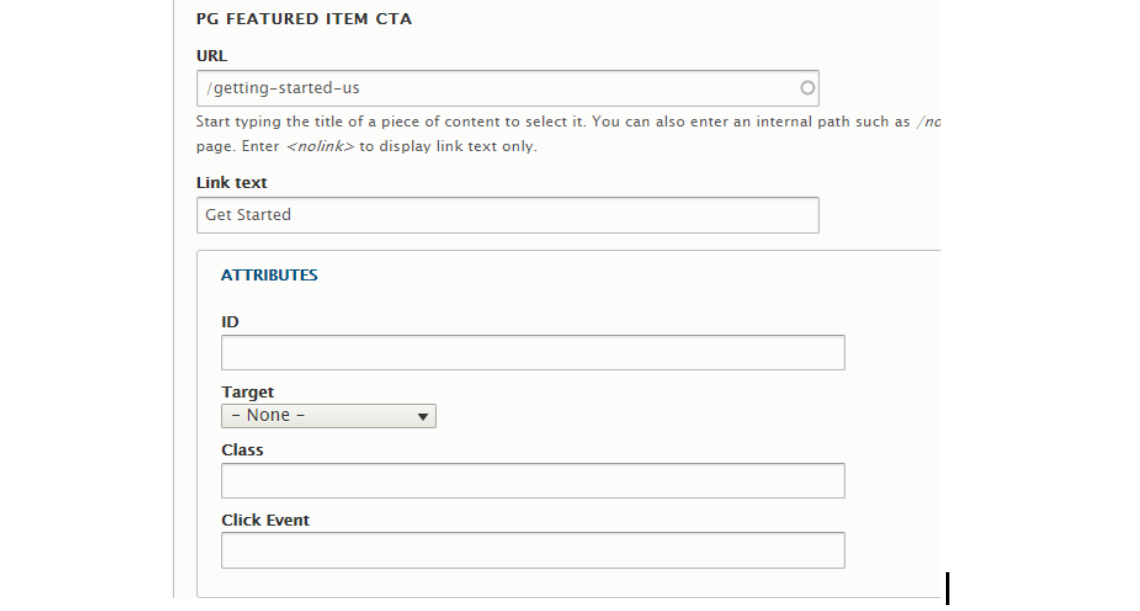 PG FEATURED ITEM CTA
URL
/getting-started-us
Start typing the title of a piece of content to select it. You can also enter an internal path such as
page. Enter <nolink> to display link text only.
Link text
Get Started
ATTRIBUTES
ID
Target
- None -
Class
Click Event